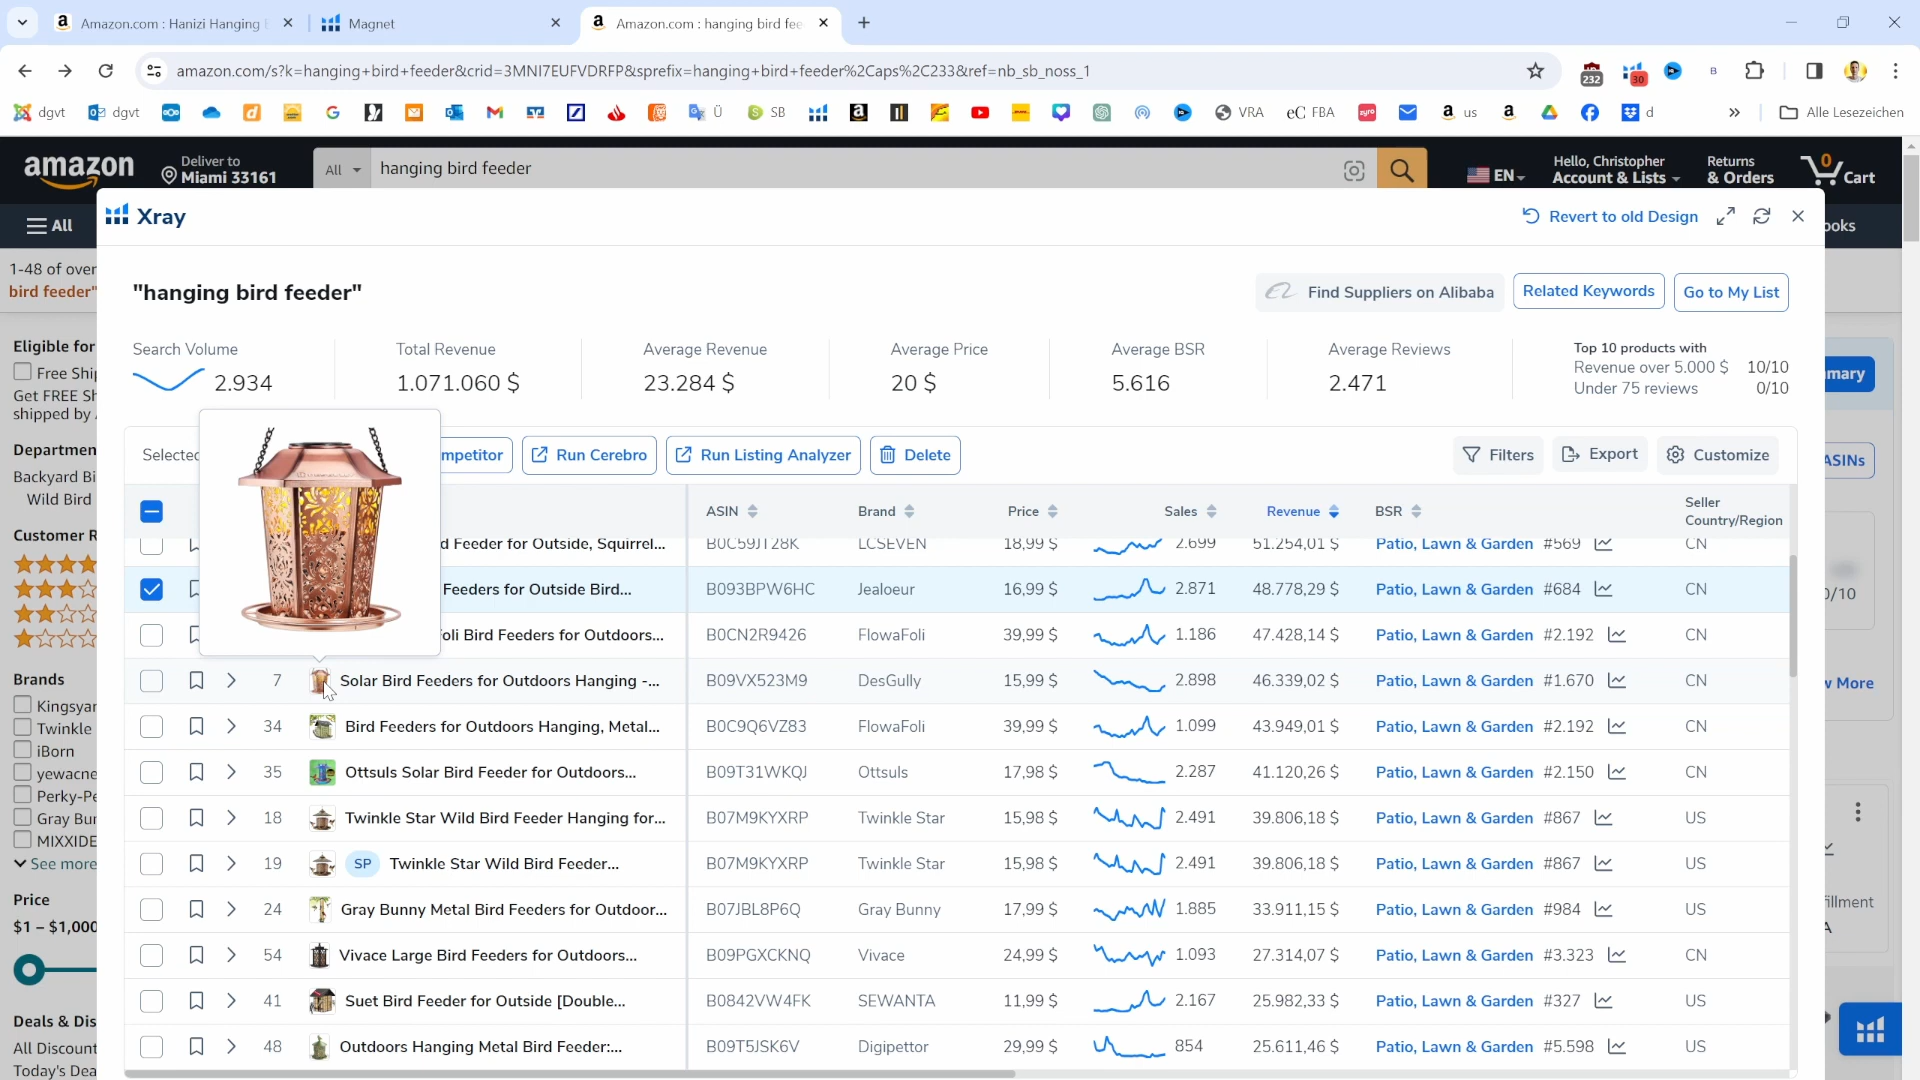 Amazon.com : Hanizi Hanging
Magnet
Amazon.com : hanging bird fee
amazon.com/s?k=hanging+bird+feeder&crid=3MNI7EUFVDRFP&sprefix=hanging+bird+feeder%2Caps%2C233&ref=nb_sb_noss_1
232
30
B
dgvt
dgvt
Ü
SB
VRA
eC FBA
zyro
us
d
Alle Lesezeichen
amazon
Deliver to
Miami 33161
All
hanging bird feeder
EN
Hello, Christopher
Account & Lists
Returns
& Orders
0
Cart
All
ooks
Xray
Revert to old Design
1-48 of over
bird feeder"
"hanging bird feeder"
Find Suppliers on Alibaba
Related Keywords
Go to My List
Search Volume
2.934
Total Revenue
1.071.060 $
Average Revenue
23.284 $
Average Price
20 $
Average BSR
5.616
Average Reviews
2.471
Top 10 products with
Revenue over 5.000 $ 10/10
Under 75 reviews 0/10
Eligible for
Free Ship
Get FREE Sh
shipped by
mary
Departmen
Backyard Bi
Wild Bird
Customer R
Selected
mpetitor
Run Cerebro
Run Listing Analyzer
Delete
Filters
Export
Customize
ASINs
ASIN
Brand
Price
Sales
Revenue
BSR
Seller
Country/Region
d Feeder for Outside, Squirrel... B0C59JT28K LCSEVEN 18,99 $ 2.699 51.254,01 $ Patio, Lawn & Garden #569 CN
Feeders for Outside Bird... B093BPW6HC Jealoeur 16,99 $ 2.871 48.778,29 $ Patio, Lawn & Garden #684 CN
0/10
oli Bird Feeders for Outdoors... B0CN2R9426 FlowaFoli 39,99 $ 1.186 47.428,14 $ Patio, Lawn & Garden #2.192 CN
7 Solar Bird Feeders for Outdoors Hanging -... B09VX523M9 DesGully 15,99 $ 2.898 46.339,02 $ Patio, Lawn & Garden #1.670 CN
w More
34 Bird Feeders for Outdoors Hanging, Metal... B0C9Q6VZ83 FlowaFoli 39,99 $ 1.099 43.949,01 $ Patio, Lawn & Garden #2.192 CN
35 Ottsuls Solar Bird Feeder for Outdoors... B09T31WKQJ Ottsuls 17,98 $ 2.287 41.120,26 $ Patio, Lawn & Garden #2.150 CN
18 Twinkle Star Wild Bird Feeder Hanging for... B07M9KYXRP Twinkle Star 15,98 $ 2.491 39.806,18 $ Patio, Lawn & Garden #867 US
19 SP Twinkle Star Wild Bird Feeder... B07M9KYXRP Twinkle Star 15,98 $ 2.491 39.806,18 $ Patio, Lawn & Garden #867 US
24 Gray Bunny Metal Bird Feeders for Outdoor... B07JBL8P6Q Gray Bunny 17,99 $ 1.885 33.911,15 $ Patio, Lawn & Garden #984 US
54 Vivace Large Bird Feeders for Outdoors... B09PGXCKNQ Vivace 24,99 $ 1.093 27.314,07 $ Patio, Lawn & Garden #3.323 CN
41 Suet Bird Feeder for Outside [Double... B0842VW4FK SEWANTA 11,99 $ 2.167 25.982,33 $ Patio, Lawn & Garden #327 US
48 Outdoors Hanging Metal Bird Feeder:... B09T5JSK6V Digipettor 29,99 $ 854 25.611,46 $ Patio, Lawn & Garden #5.598 US
Brands
Kingsyar
Twinkle
iBorn
yewacne
Perky-Pe
Gray Bun
MIXXIDE
See more
Price
$1 – $1,000
Deals & Dis
All Discount
Today's Dea
illment
A